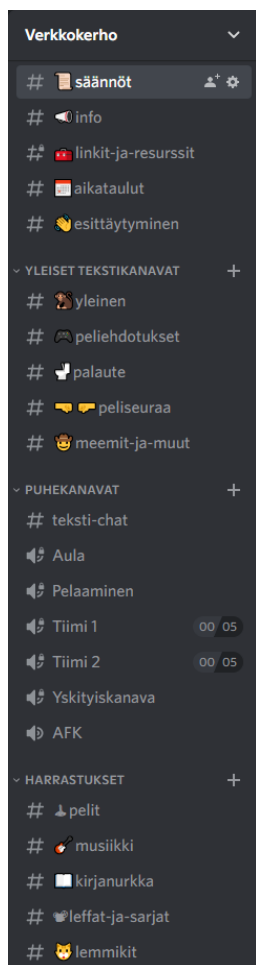 Verkkokerho
# säännöt
# info
# linkit-ja-resurssit
# aikataulut
# esittäytyminen
YLEISET TEKSTIKANAVAT +
# yleinen
# peliehdotukset
# palaute
# peliseuraa
# meemit-ja-muut
PUHEKANAVAT +
# teksti-chat
Aula
Pelaaminen
Tiimi 1 00 05
Tiimi 2 00 05
Yskityiskanava
AFK
HARRASTUKSET +
# pelit
# musiikki
# kirjanurkka
# leffat-ja-sarjat
# lemmikit